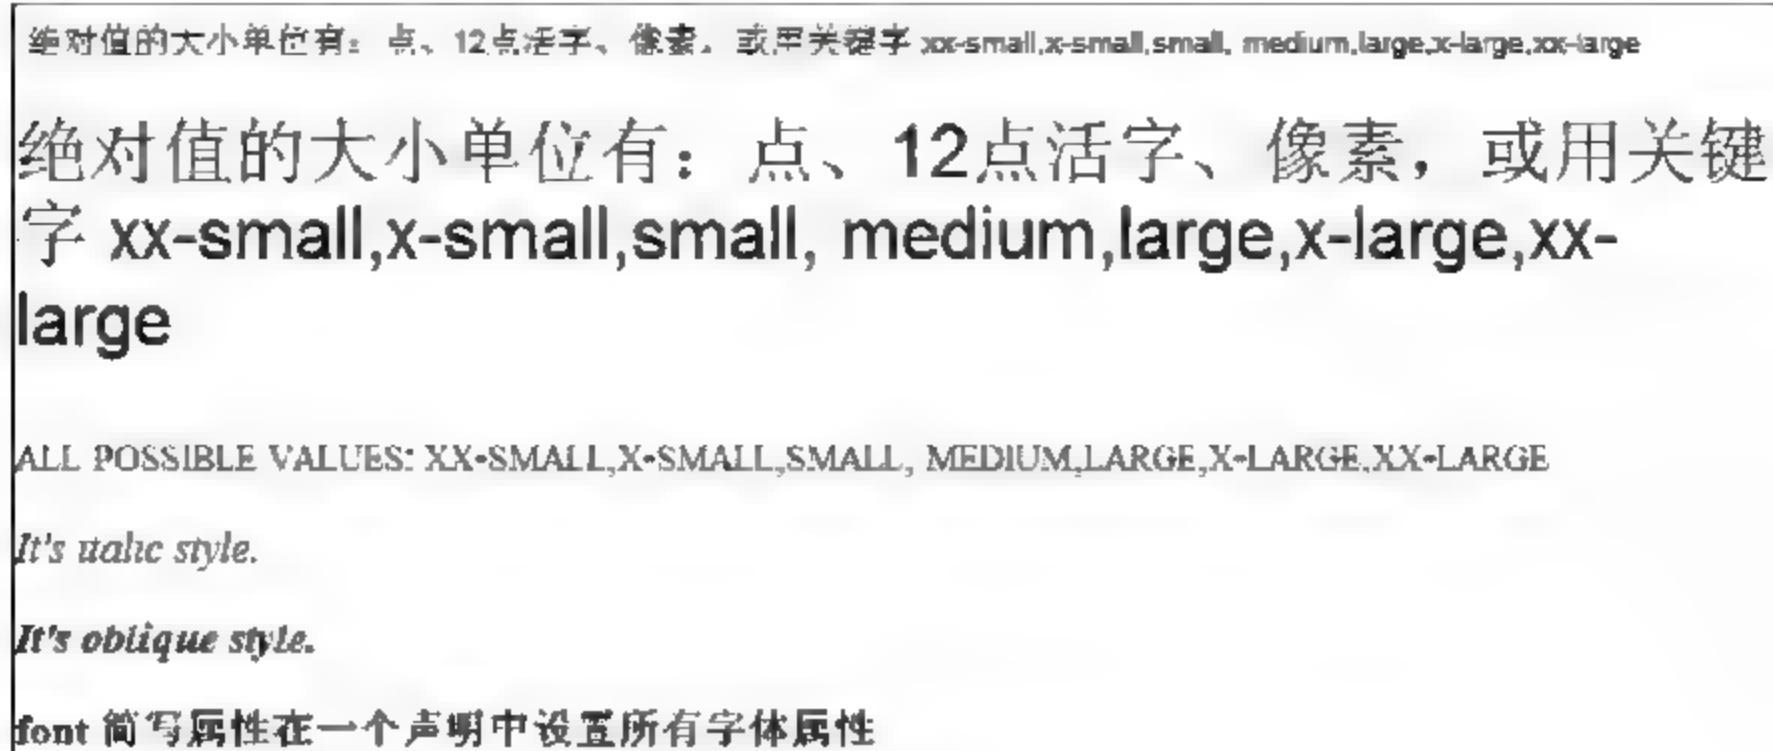 绝对值的大小单位有：点、12点活字、像素，或用关键字 xx-small,x-small,small, medium,large,x-large,xx-large
绝对值的大小单位有：点、12点活字、像素，或用关键
字 xx-small,x-small,small, medium,large,x-large,xx-
large
ALL POSSIBLE VALUES: XX-SMALL,X-SMALL,SMALL, MEDIUM,LARGE,X-LARGE,XX-LARGE
It's italic style.
It's oblique style.
font 简写属性在一个声明中设置所有字体属性